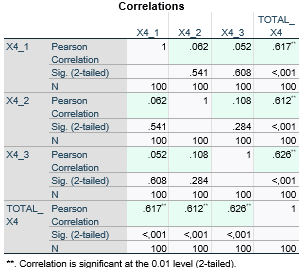 Correlations
X4_1 X4_2 X4_3 TOTAL_X4
X4_1 Pearson Correlation 1 .062 .052 .617**
Sig. (2-tailed) .541 .608 <,001
N 100 100 100 100
X4_2 Pearson Correlation .062 1 .108 .612**
Sig. (2-tailed) .541 .284 <,001
N 100 100 100 100
X4_3 Pearson Correlation .052 .108 1 .626**
Sig. (2-tailed) .608 .284 <,001
N 100 100 100 100
TOTAL_X4 Pearson Correlation .617** .612** .626** 1
Sig. (2-tailed) <,001 <,001 <,001
N 100 100 100 100
**. Correlation is significant at the 0.01 level (2-tailed).